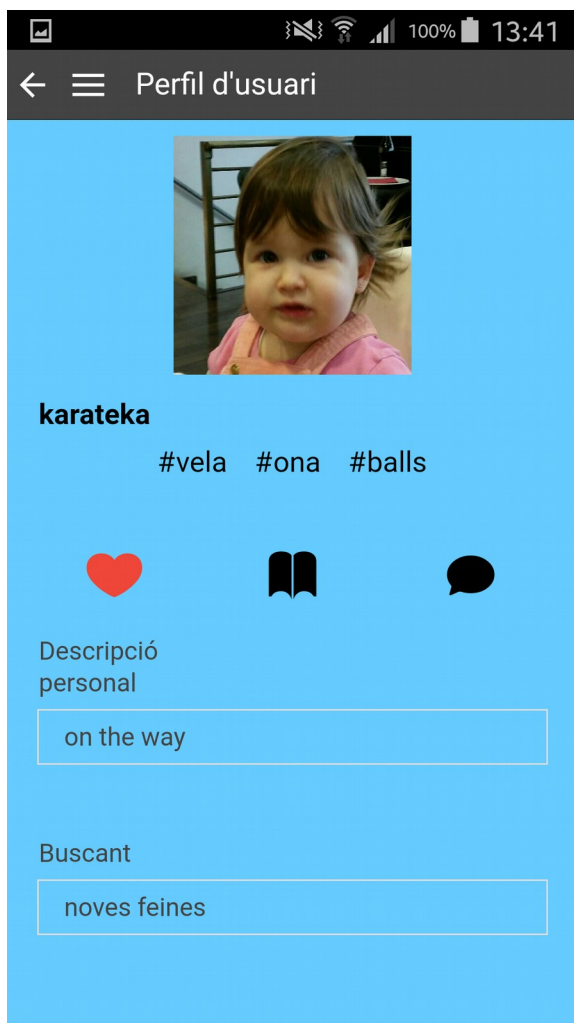 100% 13:41
Perfil d'usuari
karateka
#vela #ona #balls
Descripció
personal
on the way
Buscant
noves feines